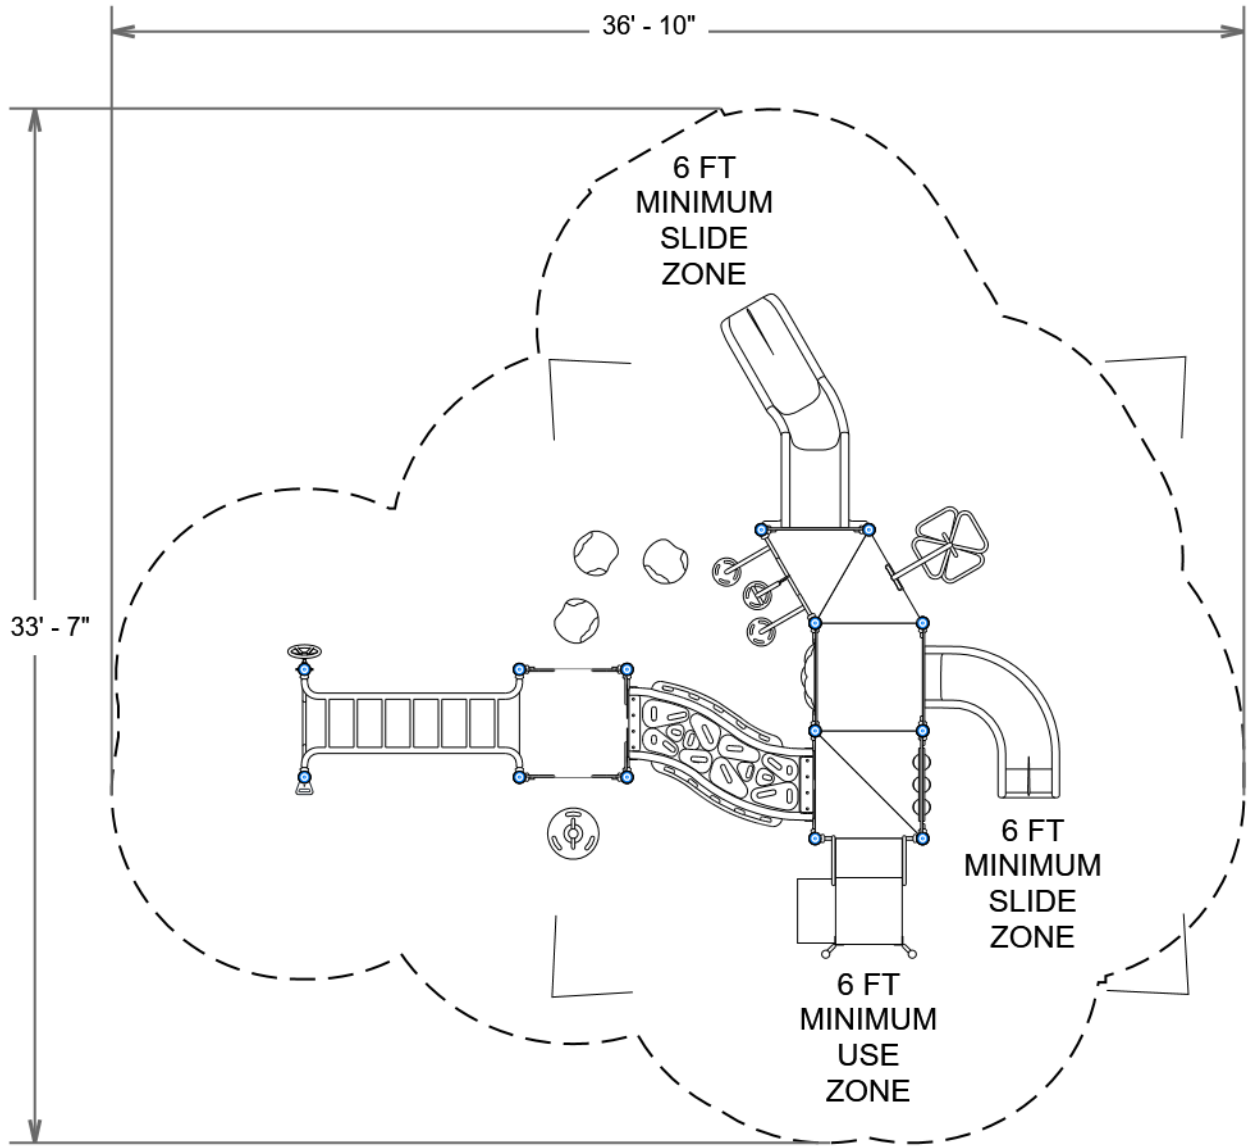 36' - 10"
6 FT
MINIMUM
SLIDE
ZONE
33' - 7"
6 FT
MINIMUM
SLIDE
ZONE
6 FT
MINIMUM
USE
ZONE